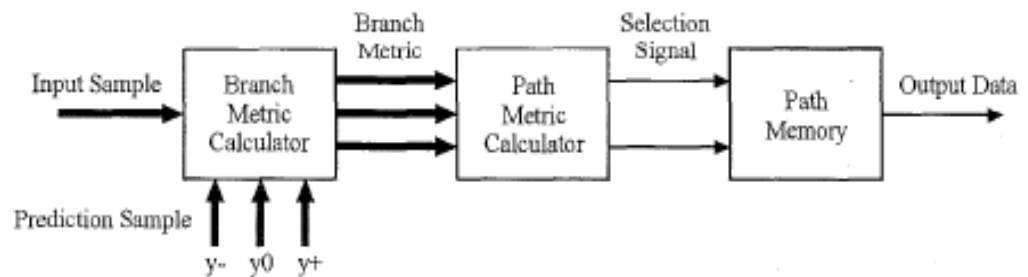 Branch
Metric
Selection
Signal
Input Sample
Branch
Metric
Calculator
Path
Metric
Calculator
Path
Memory
Output Data
Prediction Sample
y- y0 y+